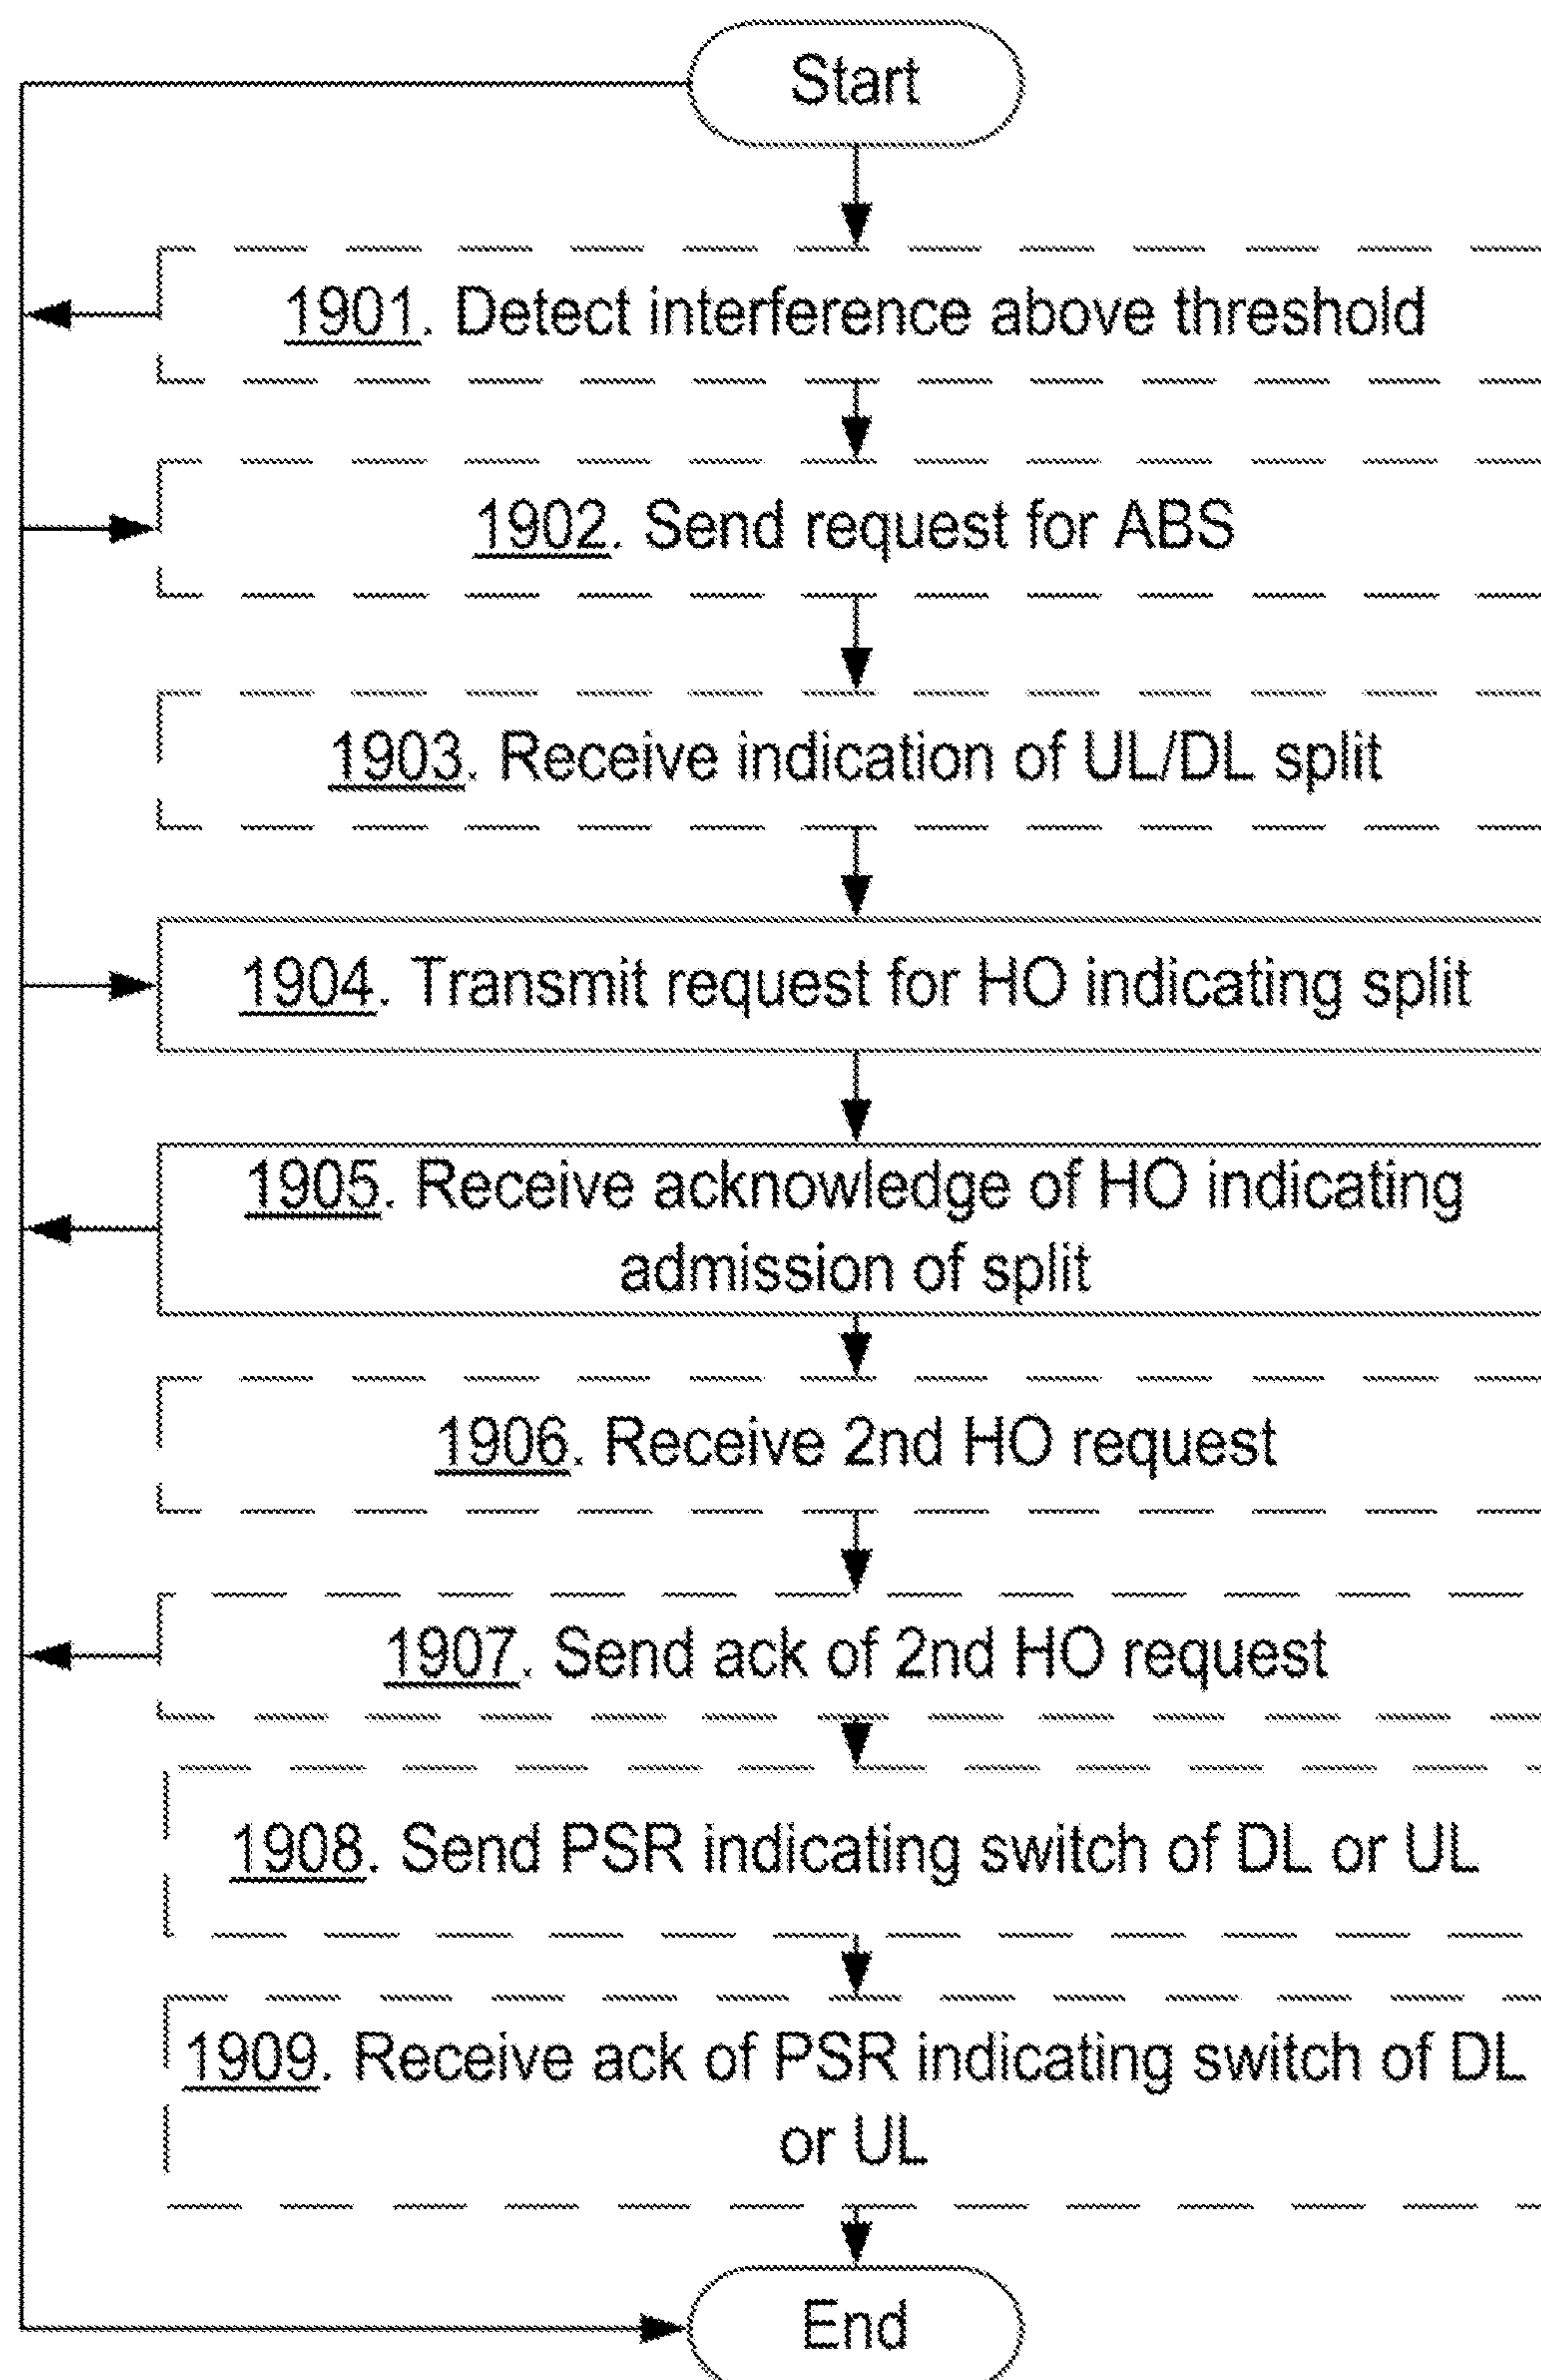 Start
1901. Detect interference above threshold
1902. Send request for ABS
1903. Receive indication of UL/DL split
1904. Transmit request for HO indicating split
1905. Receive acknowledge of HO indicating
admission of split
1906. Receive 2nd HO request
1907. Send ack of 2nd HO request
1908. Send PSR indicating switch of DL or UL
1909. Receive ack of PSR indicating switch of DL
or UL
End